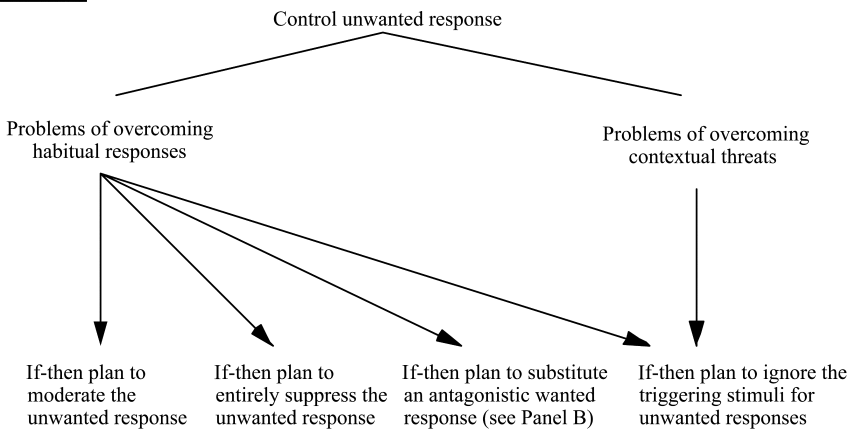 Control unwanted response
Problems of overcoming
habitual responses
Problems of overcoming
contextual threats
If-then plan to
moderate the
unwanted response
If-then plan to
entirely suppress the
unwanted response
If-then plan to substitute
an antagonistic wanted
response (see Panel B)
If-then plan to ignore the
triggering stimuli for
unwanted responses